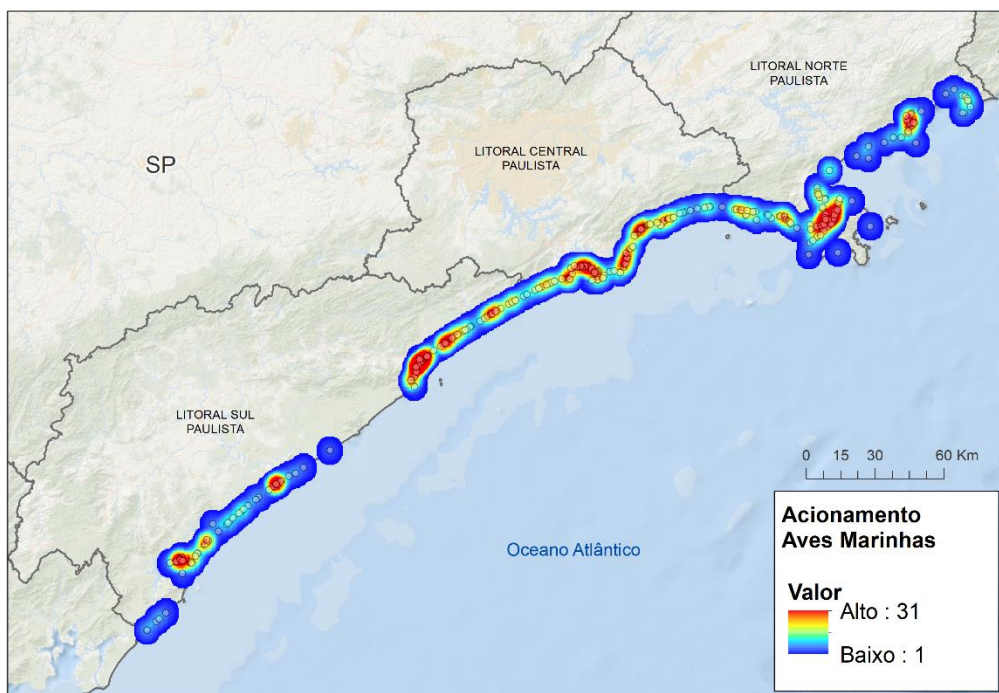 LITORAL NORTE
PAULISTA
LITORAL CENTRAL
PAULISTA
SP
LITORAL SUL
PAULISTA
0 15 30 60 Km
Oceano Atlântico
Acionamento
Aves Marinhas
Valor
Alto : 31
Baixo : 1